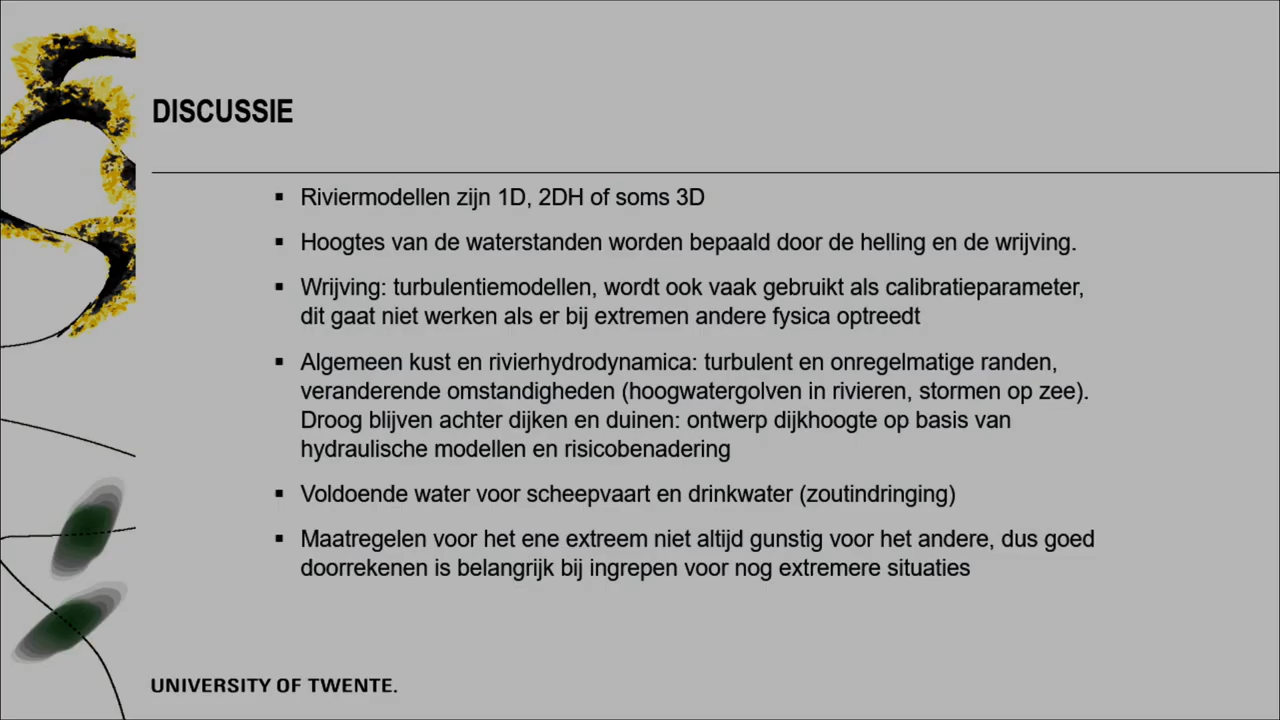 DISCUSSIE
▪ Riviermodellen zijn 1D, 2DH of soms 3D
▪ Hoogtes van de waterstanden worden bepaald door de helling en de wrijving.
▪ Wrijving: turbulentiemodellen, wordt ook vaak gebruikt als calibratieparameter,
dit gaat niet werken als er bij extremen andere fysica optreedt
▪ Algemeen kust en rivierhydrodynamica: turbulent en onregelmatige randen,
veranderende omstandigheden (hoogwatergolven in rivieren, stormen op zee).
Droog blijven achter dijken en duinen: ontwerp dijkhoogte op basis van
hydraulische modellen en risicobenadering
▪ Voldoende water voor scheepvaart en drinkwater (zoutindringing)
▪ Maatregelen voor het ene extreem niet altijd gunstig voor het andere, dus goed
doorrekenen is belangrijk bij ingrepen voor nog extremere situaties
UNIVERSITY OF TWENTE.